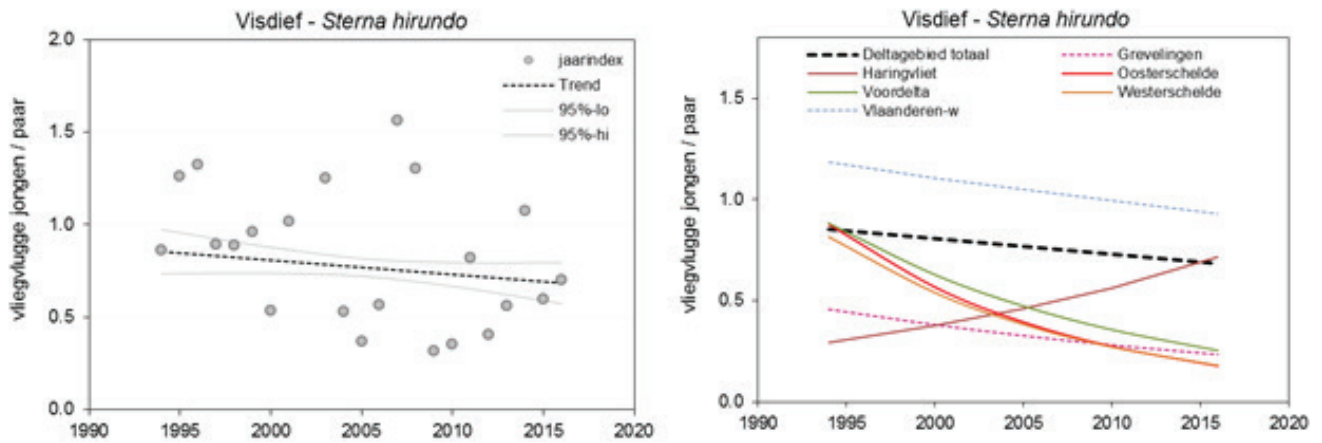 Visdief - Sterna hirundo
2.0
1.5
1.0
0.5
0.0
vliegvlugge jongen / paar
jaarindex
Trend
95%-lo
95%-hi
1990 1995 2000 2005 2010 2015 2020
Visdief - Sterna hirundo
1.5
1.0
0.5
0.0
vliegvlugge jongen / paar
Deltagebied totaal Grevelingen
Haringvliet Oosterschelde
Voordelta Westerschelde
Vlaanderen-w
1990 1995 2000 2005 2010 2015 2020